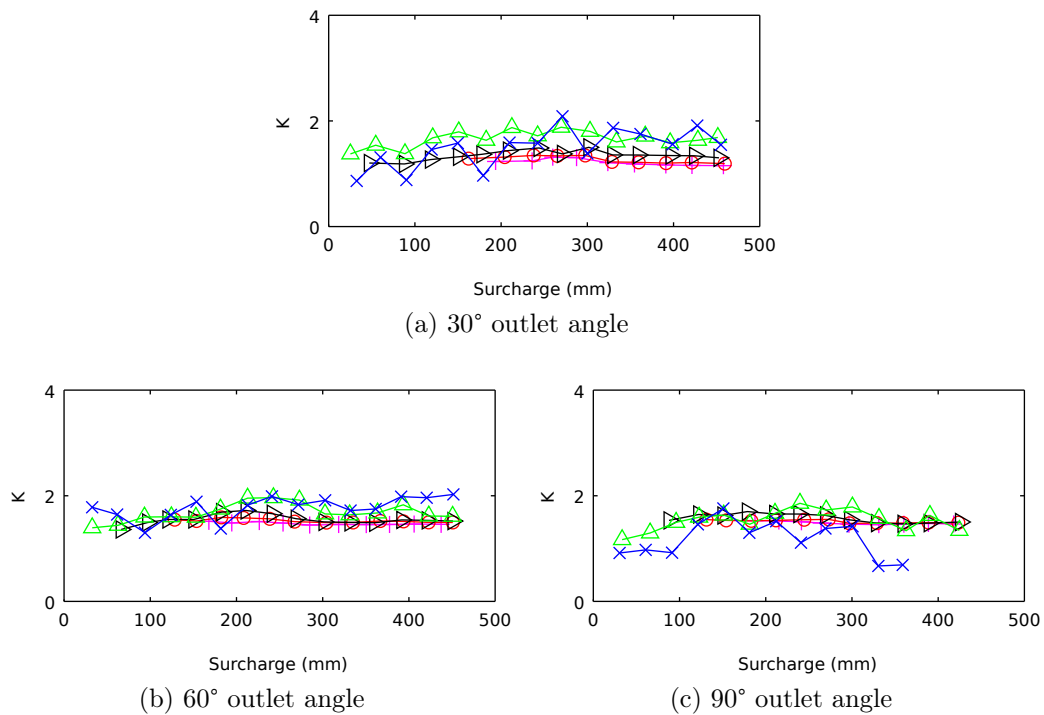 4
2
0
K
0 100 200 300 400 500
Surcharge (mm)
(a) 30° outlet angle
4
2
0
K
0 100 200 300 400 500
Surcharge (mm)
(b) 60° outlet angle
4
2
0
K
0 100 200 300 400 500
Surcharge (mm)
(c) 90° outlet angle